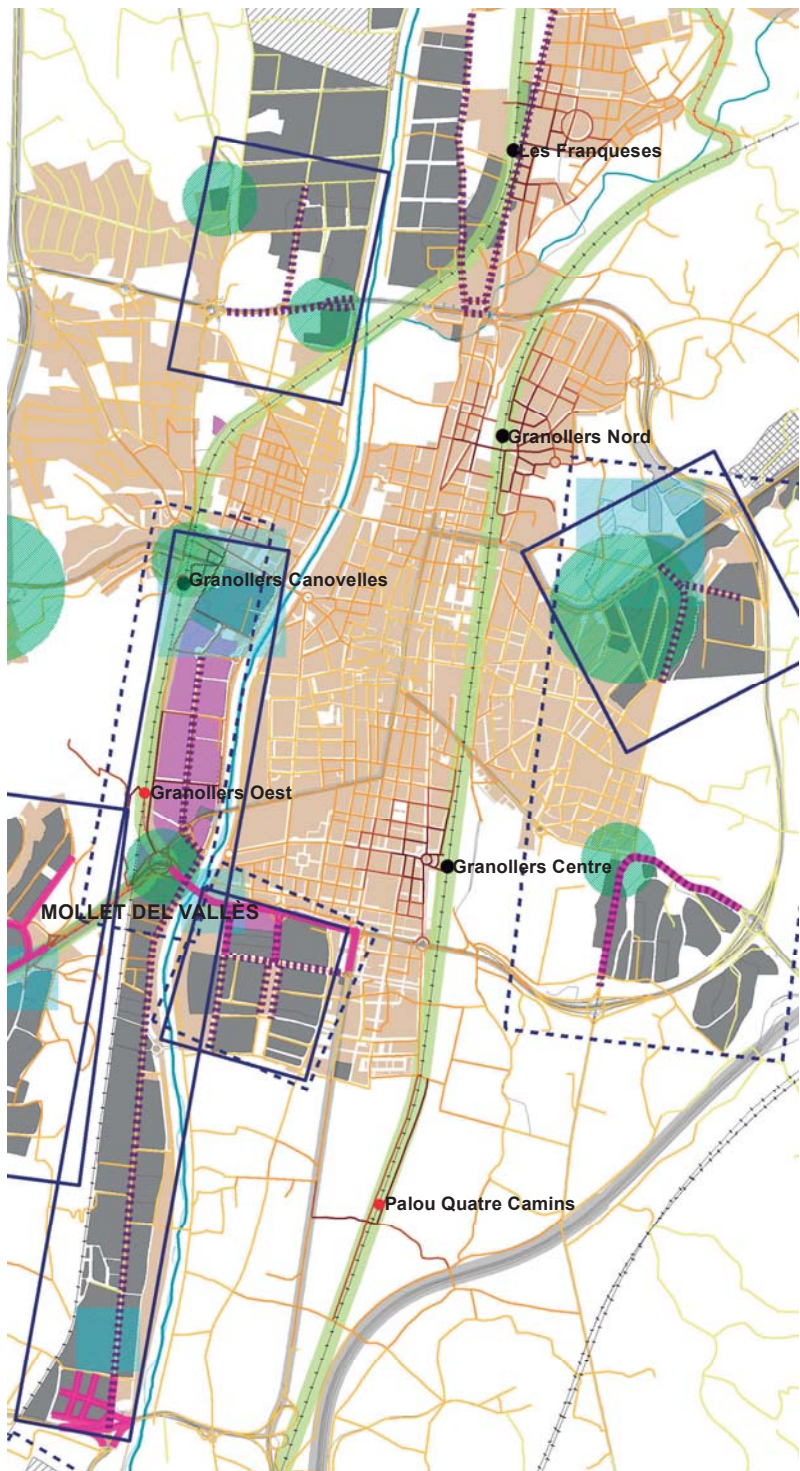 Les Franqueses
Granollers Nord
Granollers Canovelles
Granollers Oest
Granollers Centre
MOLLET DEL VALLÈS
Palou Quatre Camins